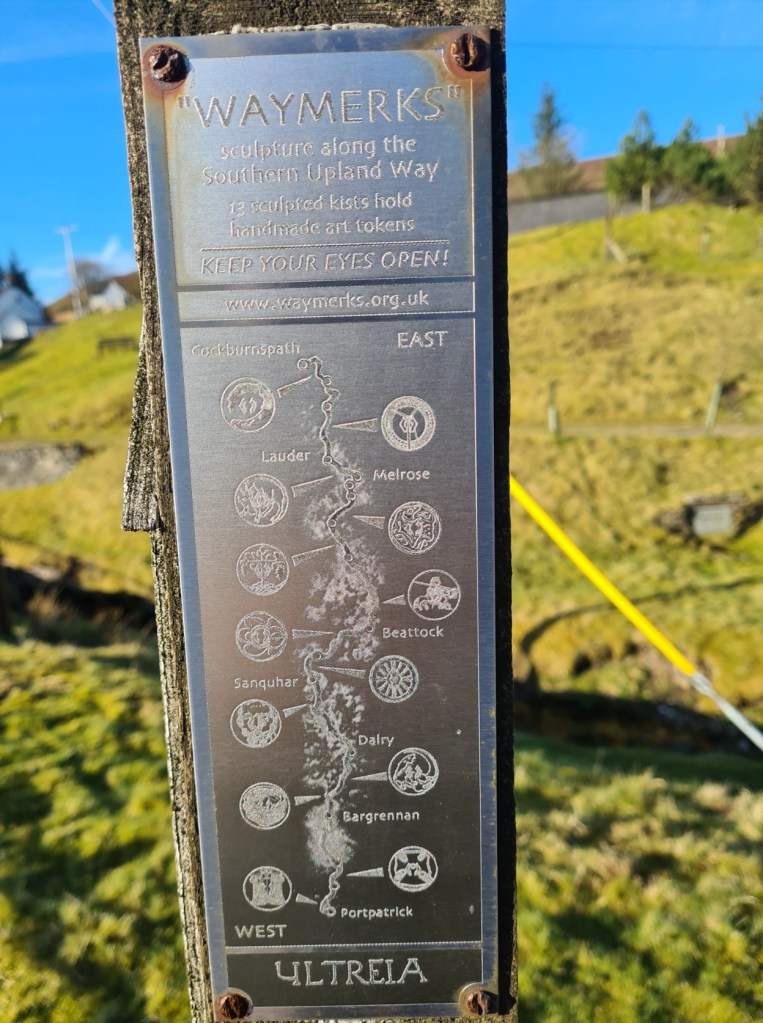 "WAYMERKS"
sculpture along the
Southern Upland Way
13 sculpted kists hold
handmade art tokens
KEEP YOUR EYES OPEN!
www.waymerks.org.uk
EAST
Cockburnspath
Lauder
Melrose
Beattock
Sanquhar
Dalry
Bargrennan
Portpatrick
WEST
ULTREIA